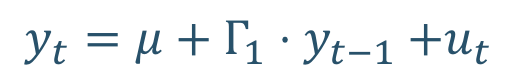 yₜ = μ + Γ₁ · yₜ₋₁ +uₜ